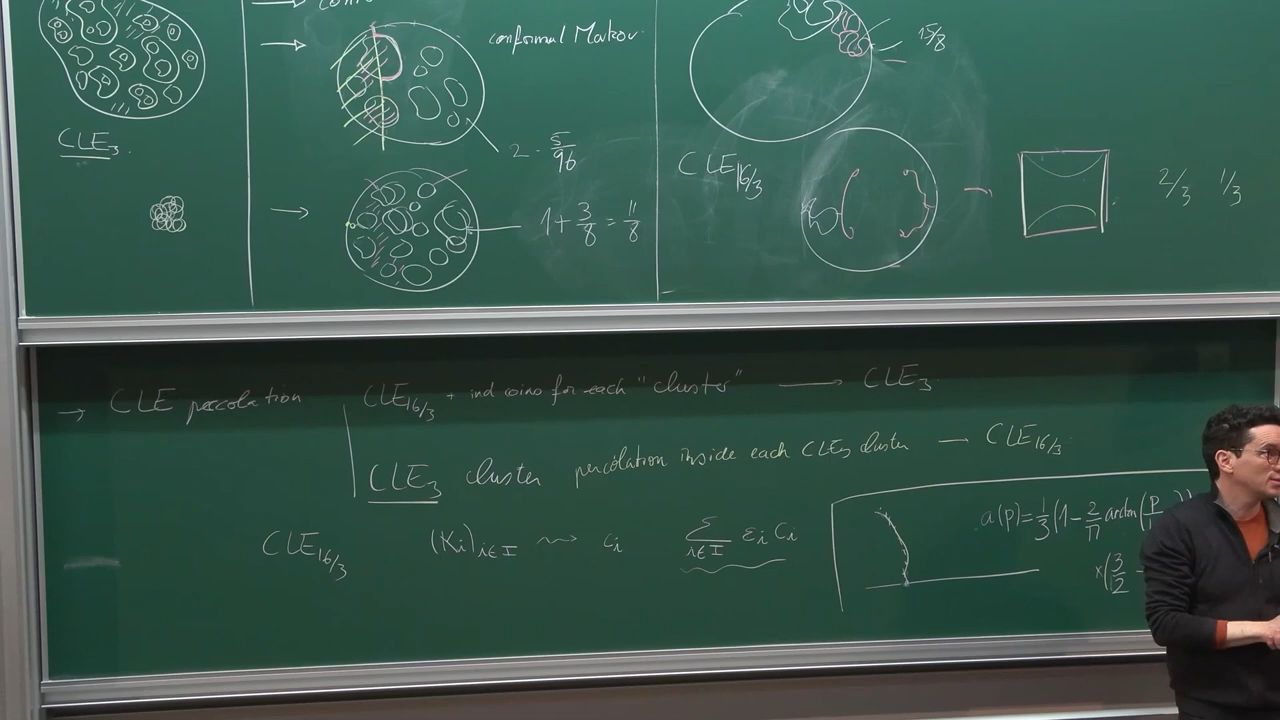 conformal Markov
CLE₃.
2 - 5/96
1 + 3/8 = 11/8
15/8
CLE₁₆/₃
2/3 1/3
→ CLE percolation
CLE₁₆/₃ + ind coins for each "cluster" → CLE₃
CLE₃ cluster percolation inside each CLE₃ cluster → CLE₁₆/₃
CLE₁₆/₃ (Kᵢ)ᵢ∈I ⇝ cᵢ Σᵢ∈I εᵢ Cᵢ
a(p) = 1/3 (1 - 2/π arctan(p/
×(3/2 -